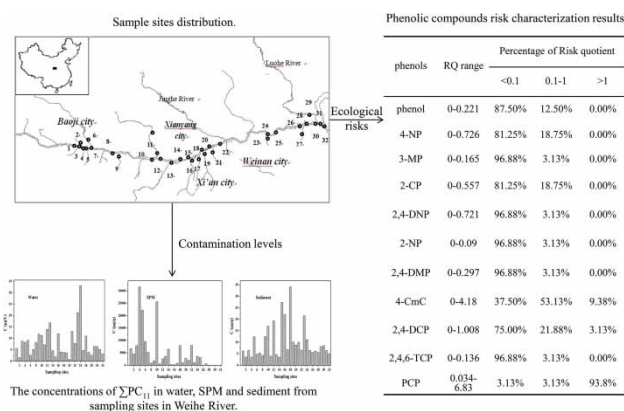 Sample sites distribution.
Luohe River
Jinghe River
Baoji city
Xianyang
city
Weinan city
Xi'an city
Ecological
risks
Contamination levels
Water
SPM
Sediment
Sampling sites
Sampling sites
Sampling sites
The concentrations of ∑PC11 in water, SPM and sediment from
sampling sites in Weihe River.
Phenolic compounds risk characterization results
phenols RQ range Percentage of Risk quotient
<0.1 0.1-1 >1
phenol 0-0.221 87.50% 12.50% 0.00%
4-NP 0-0.726 81.25% 18.75% 0.00%
3-MP 0-0.165 96.88% 3.13% 0.00%
2-CP 0-0.557 81.25% 18.75% 0.00%
2,4-DNP 0-0.721 96.88% 3.13% 0.00%
2-NP 0-0.09 96.88% 3.13% 0.00%
2,4-DMP 0-0.297 96.88% 3.13% 0.00%
4-CmC 0-4.18 37.50% 53.13% 9.38%
2,4-DCP 0-1.008 75.00% 21.88% 3.13%
2,4,6-TCP 0-0.136 96.88% 3.13% 0.00%
PCP 0.034-6.83 3.13% 3.13% 93.8%